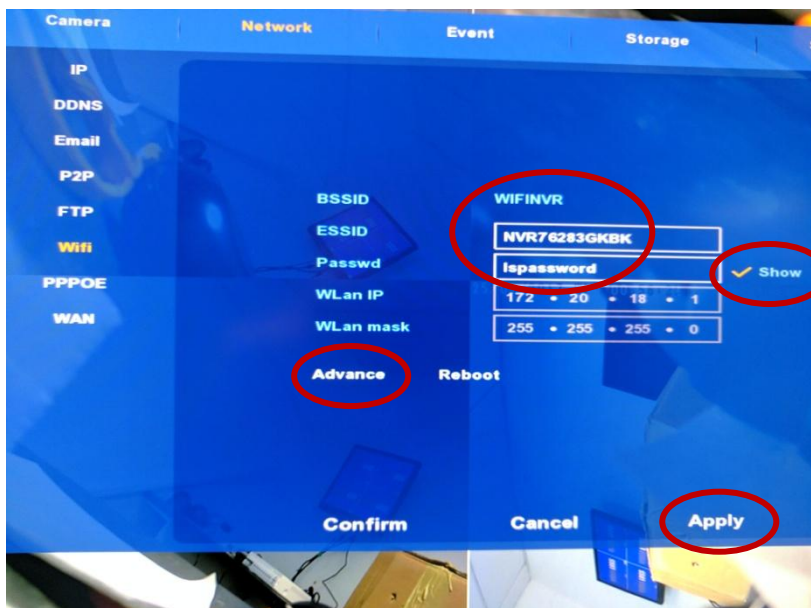 Camera Network Event Storage
IP
DDNS
Email
P2P
FTP
Wifi
PPPOE
WAN
BSSID WIFINVR
ESSID NVR76283GKBK
Passwd Ispassword Show
WLan IP 172 • 20 • 18 • 1
WLan mask 255 • 255 • 255 • 0
Advance Reboot
Confirm Cancel Apply